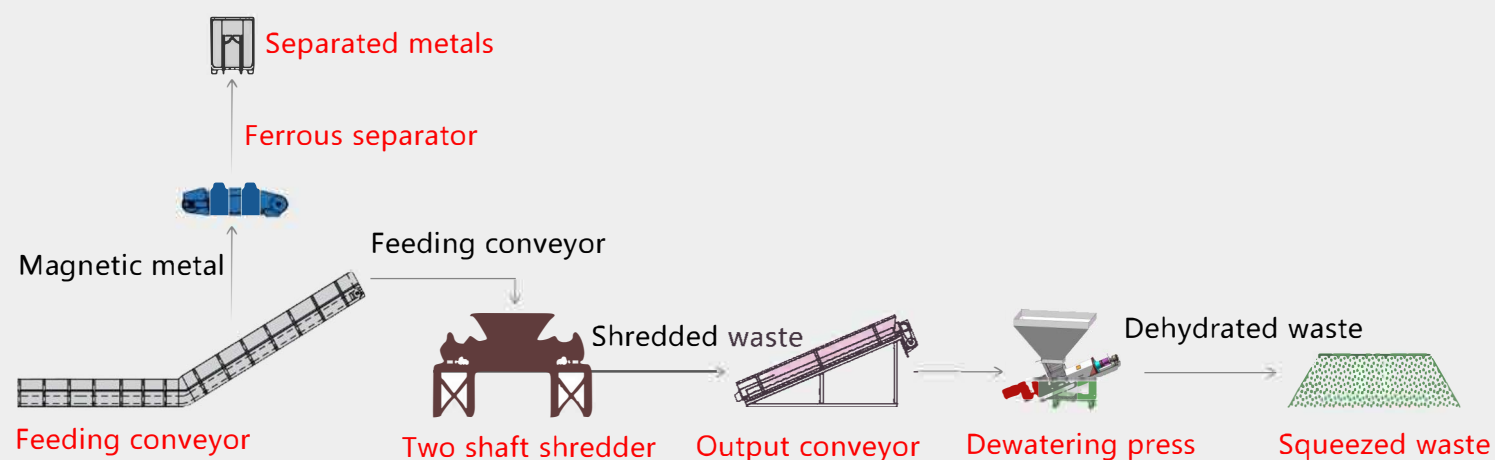 Separated metals
Ferrous separator
Feeding conveyor
Magnetic metal
Shredded waste
Dehydrated waste
Feeding conveyor
Two shaft shredder
Output conveyor
Dewatering press
Squeezed waste